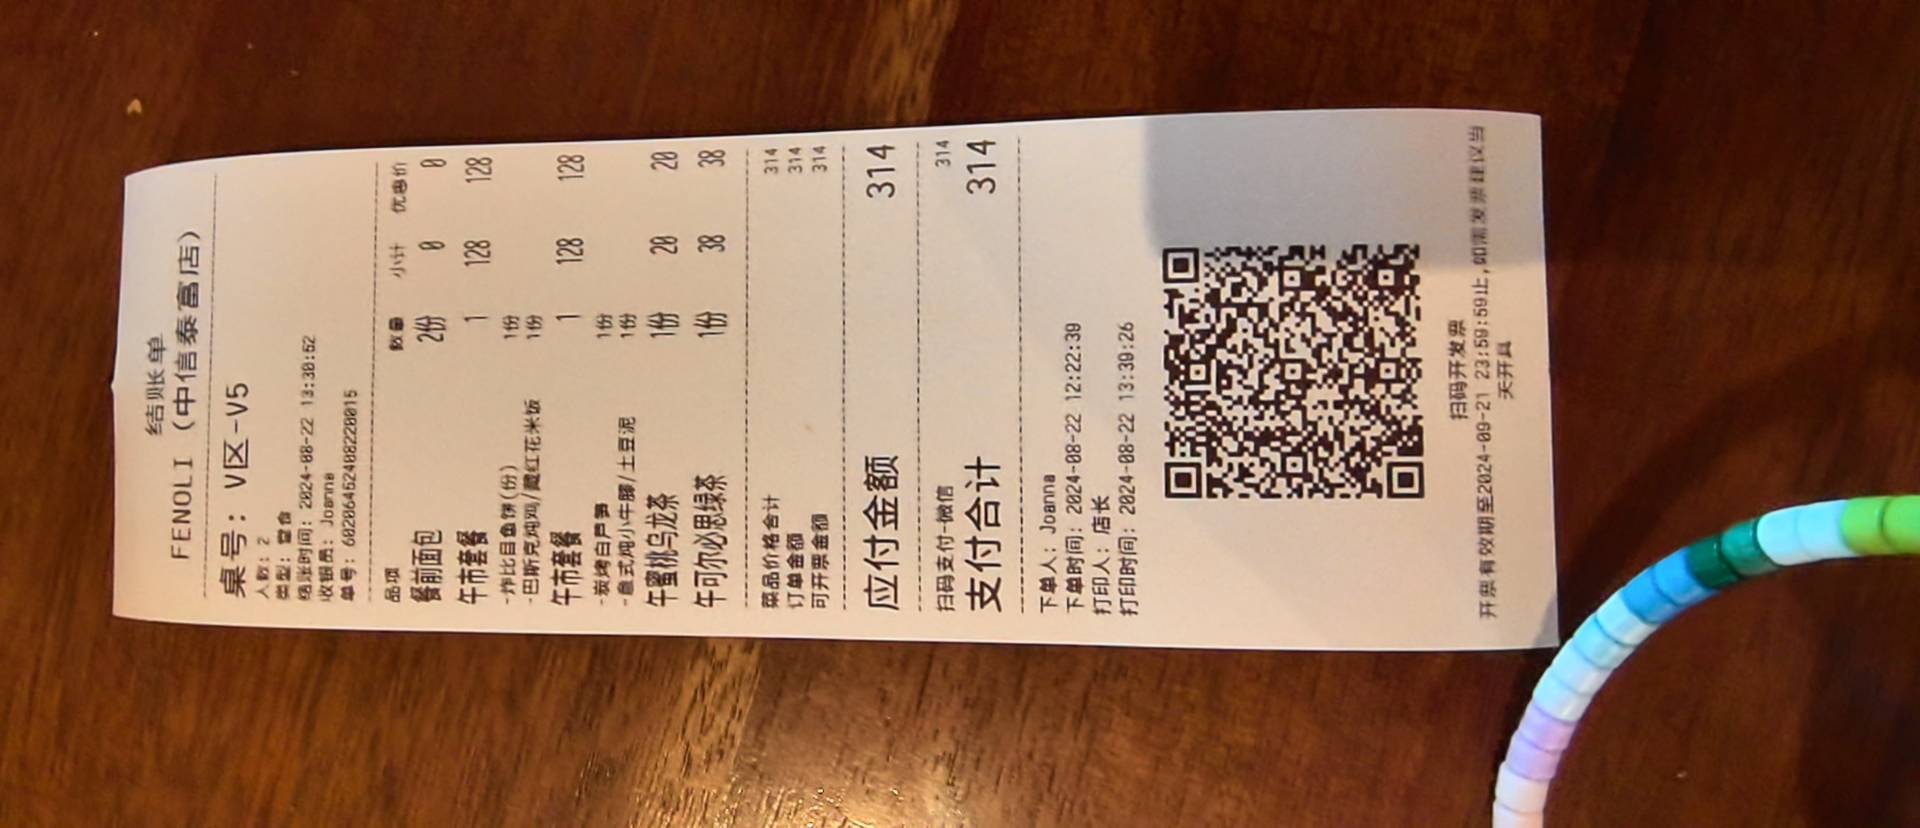 结账单
FENOLI (中信泰富店)
桌号: V区-V5
人数: 2
类型: 堂食
结账时间: 2024-08-22 13:30:52
收银员: Joanna
单号: 602064524082220015
品项 数量 小计 优惠价
餐前面包 2份 0 0
午市套餐 1 128 128
-炸比目鱼饼(份) 1份
-巴斯克炖鸡/藏红花米饭 1份
午市套餐 1 128 128
-炭烤白芦笋 1份
-意式炖小牛膝/土豆泥 1份
午蜜桃乌龙茶 1份 20 20
午可尔必思绿茶 1份 38 38
菜品价格合计 314
订单金额 314
可开票金额 314
应付金额 314
扫码支付-微信 314
支付合计 314
下单人: Joanna
下单时间: 2024-08-22 12:22:39
打印人: 店长
打印时间: 2024-08-22 13:39:26
扫码开发票
开票有效期至2024-09-21 23:59:59止,如需发票建议当
天开具